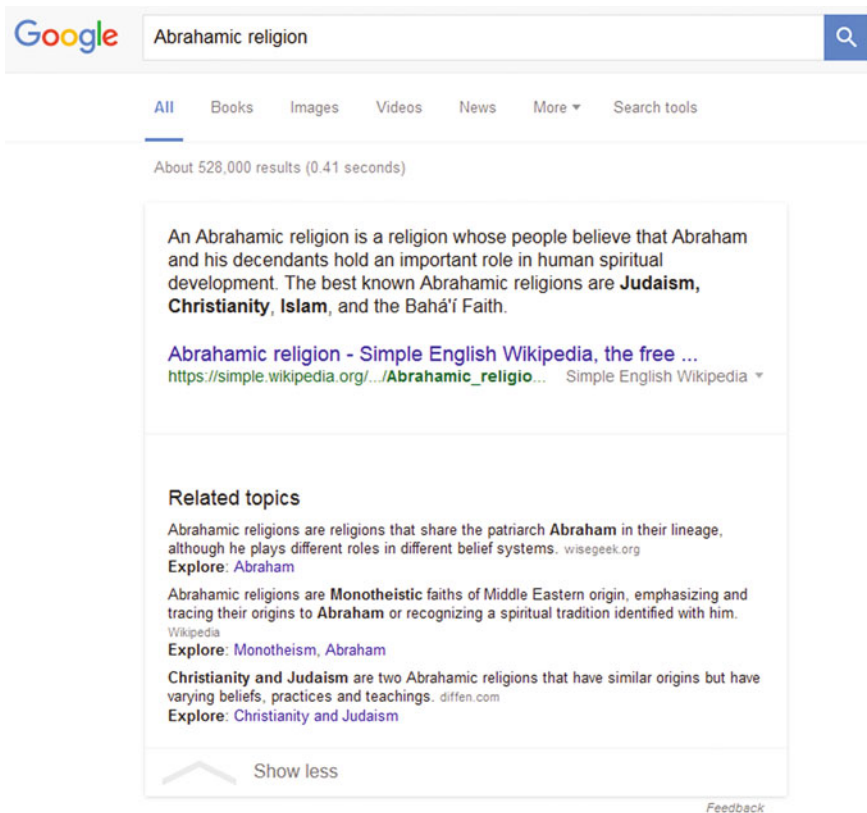 Google Abrahamic religion
All Books Images Videos News More Search tools
About 528,000 results (0.41 seconds)
An Abrahamic religion is a religion whose people believe that Abraham
and his decendants hold an important role in human spiritual
development. The best known Abrahamic religions are Judaism,
Christianity, Islam, and the Bahá'í Faith.
Abrahamic religion - Simple English Wikipedia, the free ...
https://simple.wikipedia.org/.../Abrahamic_religio... Simple English Wikipedia
Related topics
Abrahamic religions are religions that share the patriarch Abraham in their lineage,
although he plays different roles in different belief systems. wisegeek.org
Explore: Abraham
Abrahamic religions are Monotheistic faiths of Middle Eastern origin, emphasizing and
tracing their origins to Abraham or recognizing a spiritual tradition identified with him.
Wikipedia
Explore: Monotheism, Abraham
Christianity and Judaism are two Abrahamic religions that have similar origins but have
varying beliefs, practices and teachings. diffen.com
Explore: Christianity and Judaism
Show less
Feedback